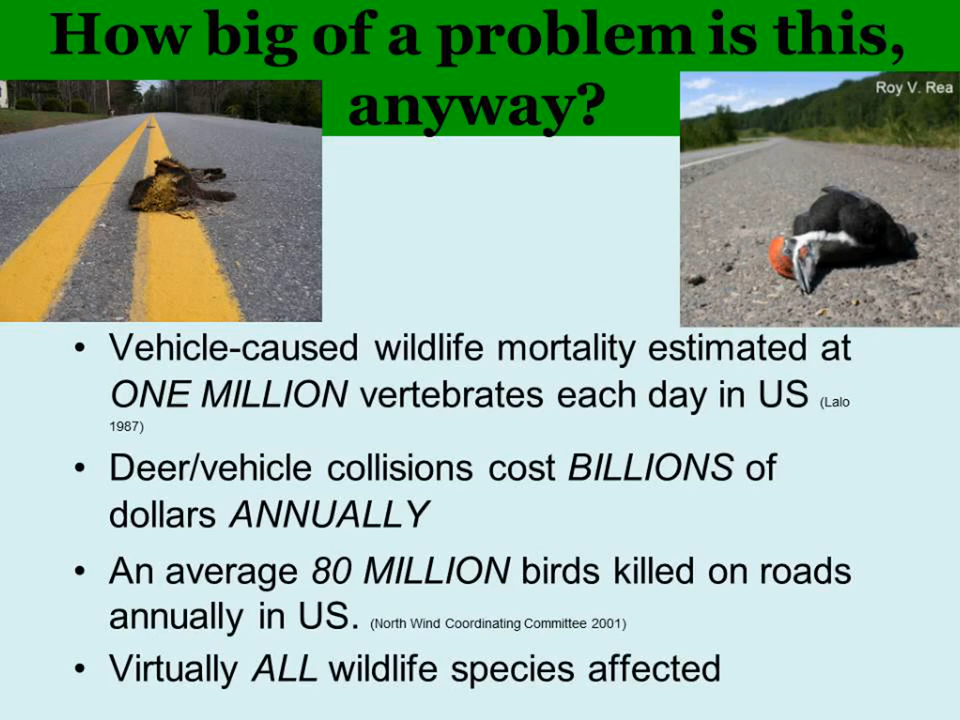 How big of a problem is this,
anyway?
Roy V. Rea
• Vehicle-caused wildlife mortality estimated at
ONE MILLION vertebrates each day in US (Lalo
1987)
• Deer/vehicle collisions cost BILLIONS of
dollars ANNUALLY
• An average 80 MILLION birds killed on roads
annually in US. (North Wind Coordinating Committee 2001)
• Virtually ALL wildlife species affected